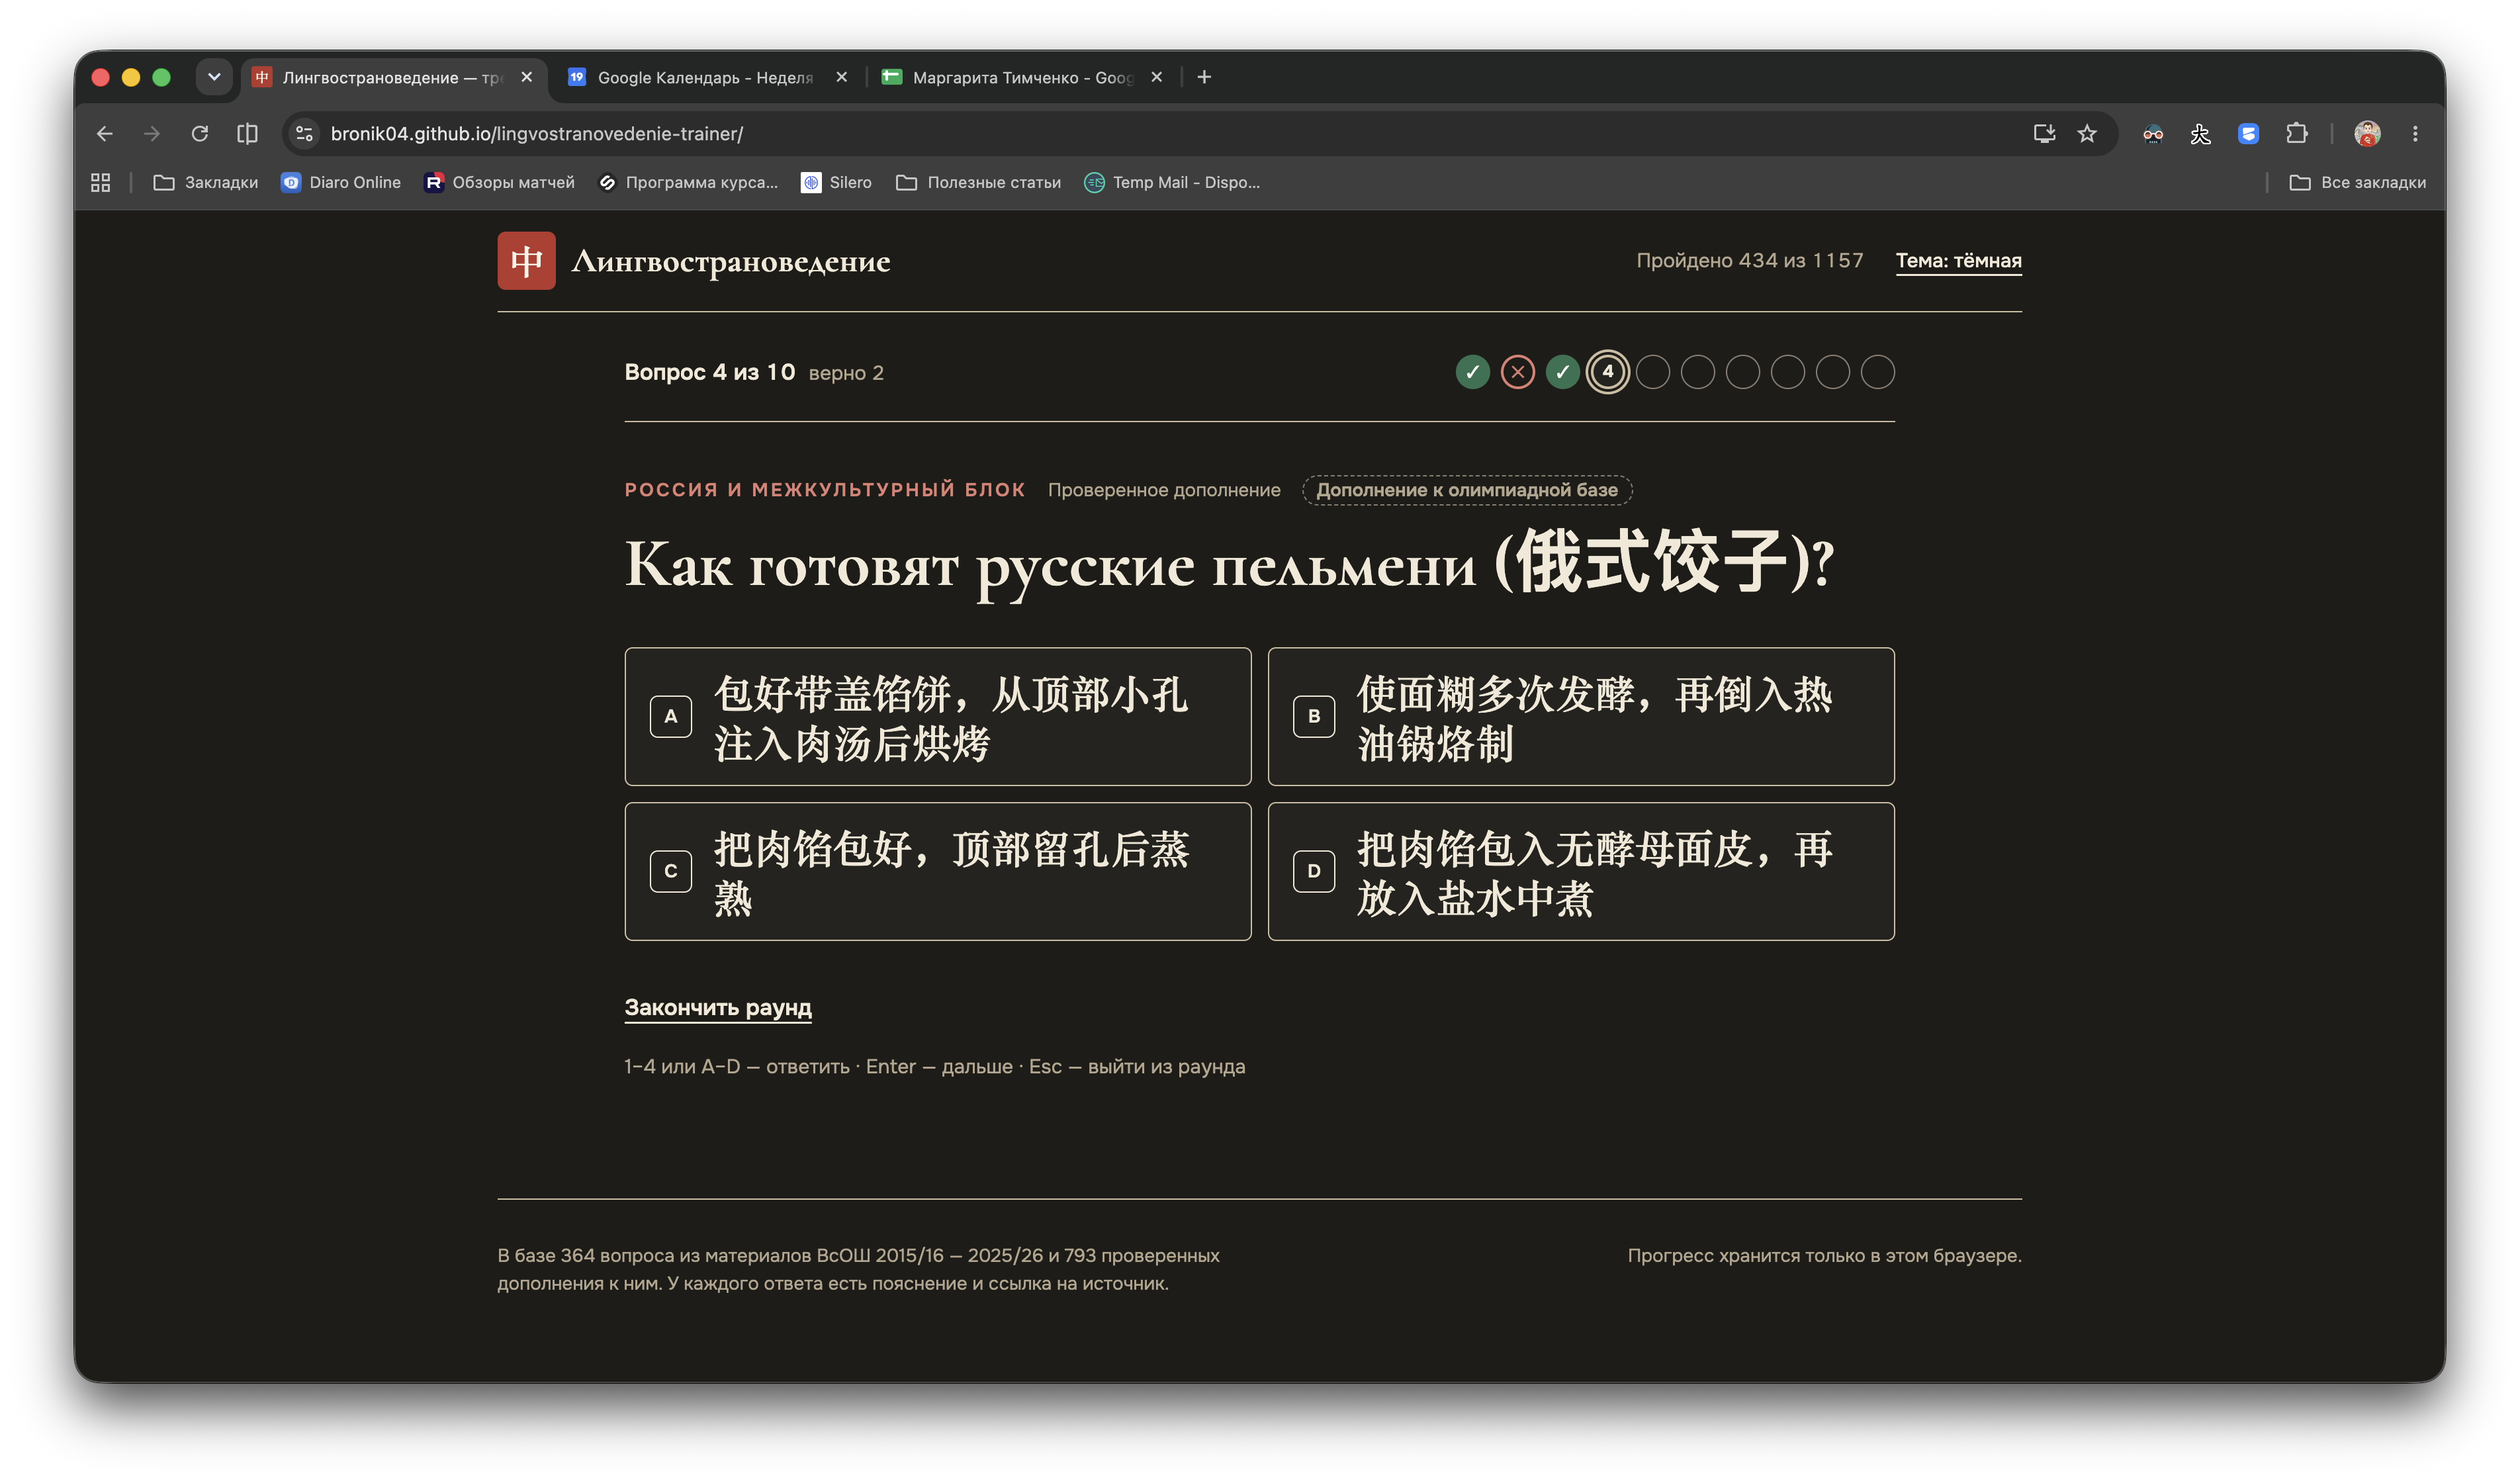 中 Лингвострановедение — тре
19 Google Календарь - Неделя
Маргарита Тимченко - Goog
bronik04.github.io/lingvostranovedenie-trainer/
Закладки
Diaro Online
Обзоры матчей
Программа курса...
Silero
Полезные статьи
Temp Mail - Dispo...
Все закладки
中 Лингвострановедение
Пройдено 434 из 1157
Тема: тёмная
Вопрос 4 из 10 верно 2
4
РОССИЯ И МЕЖКУЛЬТУРНЫЙ БЛОК Проверенное дополнение Дополнение к олимпиадной базе
Как готовят русские пельмени (俄式饺子)?
A
包好带盖馅饼，从顶部小孔
注入肉汤后烘烤
B
使面糊多次发酵，再倒入热
油锅烙制
C
把肉馅包好，顶部留孔后蒸
熟
D
把肉馅包入无酵母面皮，再
放入盐水中煮
Закончить раунд
1–4 или A–D — ответить · Enter — дальше · Esc — выйти из раунда
В базе 364 вопроса из материалов ВсОШ 2015/16 — 2025/26 и 793 проверенных
дополнения к ним. У каждого ответа есть пояснение и ссылка на источник.
Прогресс хранится только в этом браузере.